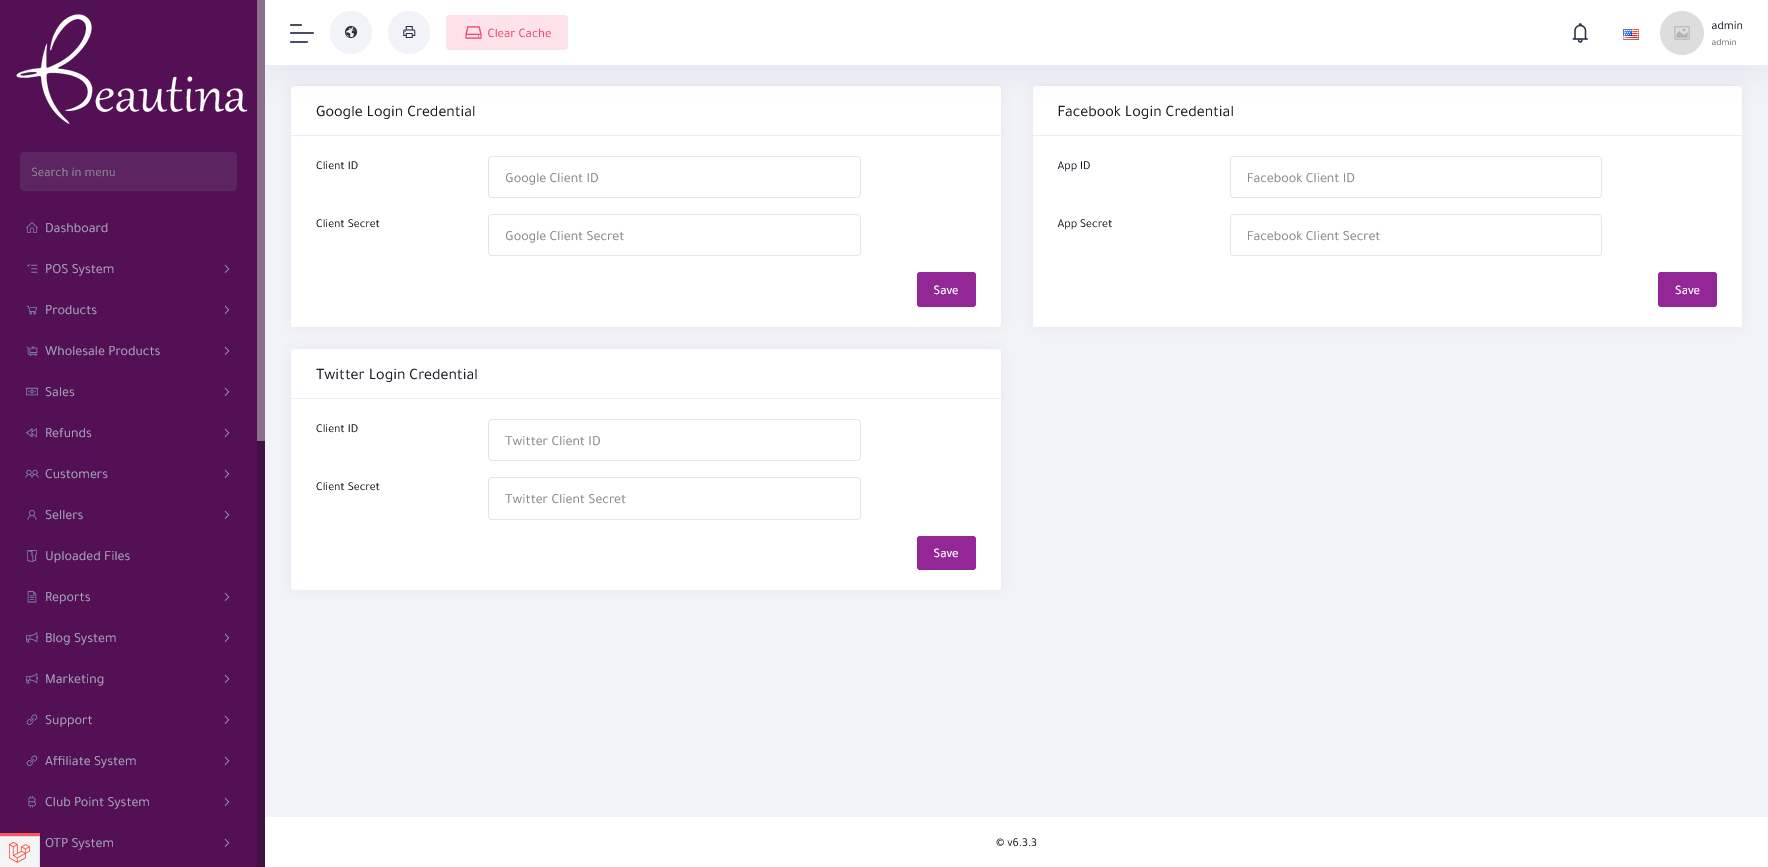 Beautina
Search in menu
Dashboard
POS System
Products
Wholesale Products
Sales
Refunds
Customers
Sellers
Uploaded Files
Reports
Blog System
Marketing
Support
Affiliate System
Club Point System
OTP System
Clear Cache
admin
admin
Google Login Credential
Client ID
Google Client ID
Client Secret
Google Client Secret
Save
Facebook Login Credential
App ID
Facebook Client ID
App Secret
Facebook Client Secret
Save
Twitter Login Credential
Client ID
Twitter Client ID
Client Secret
Twitter Client Secret
Save
© v6.3.3